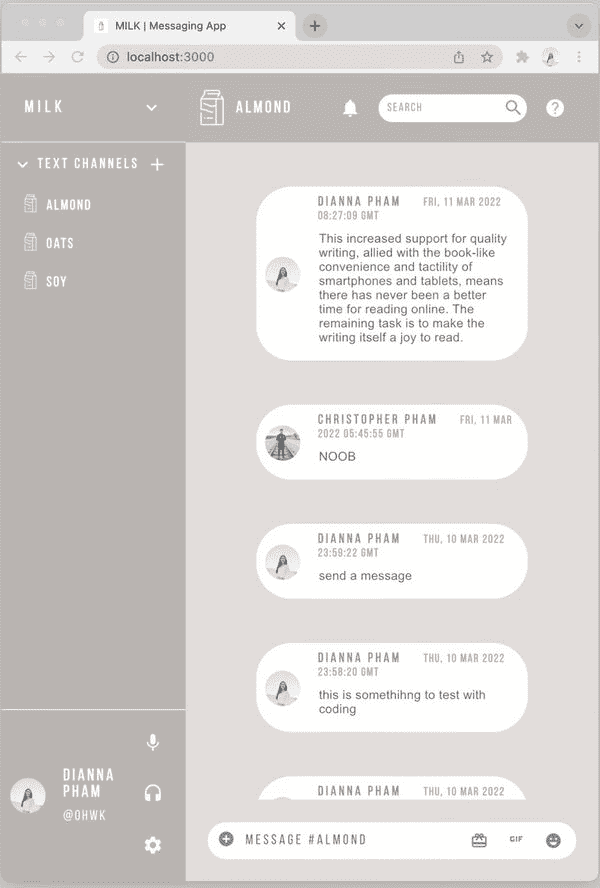 MILK | Messaging App
localhost:3000
MILK
ALMOND
SEARCH
TEXT CHANNELS
ALMOND
OATS
SOY
DIANNA PHAM FRI, 11 MAR 2022
08:27:09 GMT
This increased support for quality
writing, allied with the book-like
convenience and tactility of
smartphones and tablets, means
there has never been a better
time for reading online. The
remaining task is to make the
writing itself a joy to read.
CHRISTOPHER PHAM FRI, 11 MAR
2022 05:45:55 GMT
NOOB
DIANNA PHAM THU, 10 MAR 2022
23:59:22 GMT
send a message
DIANNA PHAM THU, 10 MAR 2022
23:58:20 GMT
this is somethihng to test with
coding
DIANNA PHAM THU, 10 MAR 2022
DIANNA
PHAM
@OHWK
MESSAGE #ALMOND
GIF